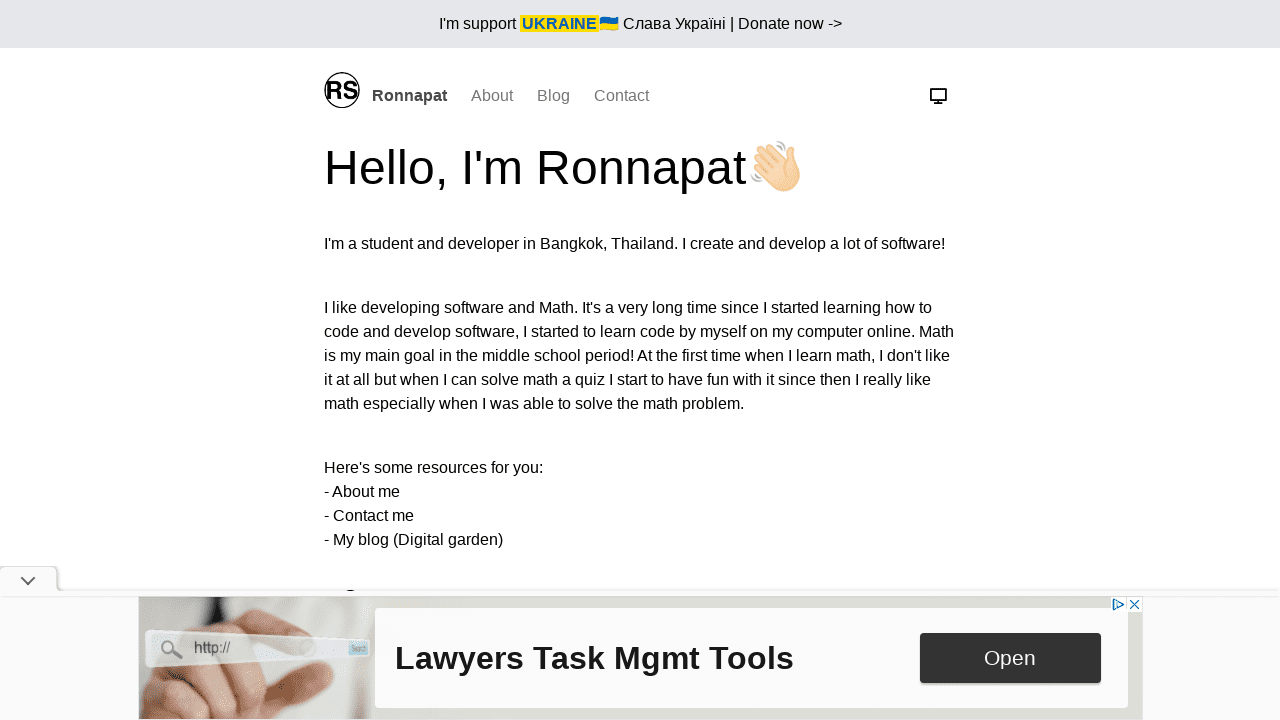 I'm support UKRAINE🇺🇦 Слава Україні | Donate now ->
RS Ronnapat About Blog Contact
Hello, I'm Ronnapat👋🏻
I'm a student and developer in Bangkok, Thailand. I create and develop a lot of software!
I like developing software and Math. It's a very long time since I started learning how to
code and develop software, I started to learn code by myself on my computer online. Math
is my main goal in the middle school period! At the first time when I learn math, I don't like
it at all but when I can solve math a quiz I start to have fun with it since then I really like
math especially when I was able to solve the math problem.
Here's some resources for you:
- About me
- Contact me
- My blog (Digital garden)
http:// Search
Lawyers Task Mgmt Tools
Open